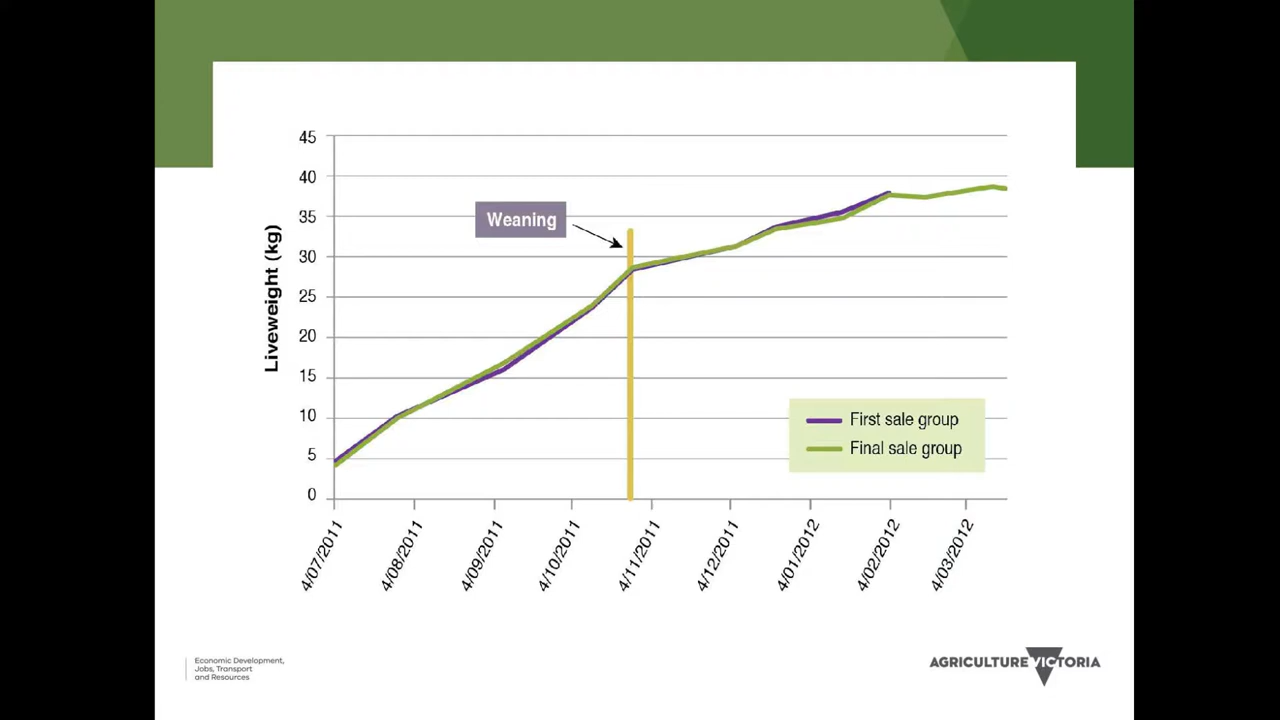 45
40
35
30
25
20
15
10
5
0
Liveweight (kg)
Weaning
First sale group
Final sale group
4/07/2011
4/08/2011
4/09/2011
4/10/2011
4/11/2011
4/12/2011
4/01/2012
4/02/2012
4/03/2012
Economic Development,
Jobs, Transport
and Resources
AGRICULTURE VICTORIA